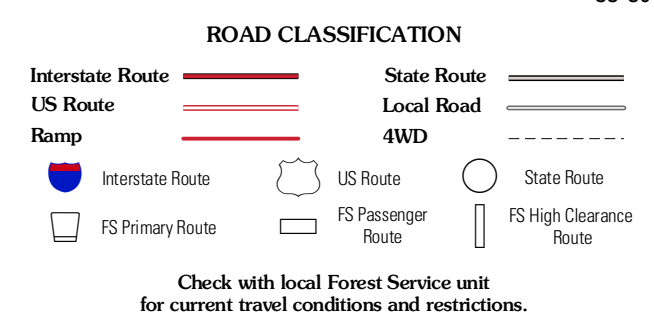 ROAD CLASSIFICATION
Interstate Route
State Route
US Route
Local Road
Ramp
4WD
Interstate Route
US Route
State Route
FS Primary Route
FS Passenger
Route
FS High Clearance
Route
Check with local Forest Service unit
for current travel conditions and restrictions.